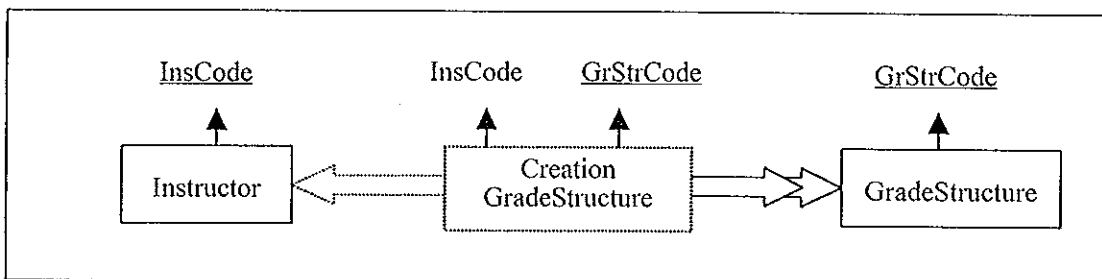 InsCode
InsCode
GrStrCode
GrStrCode
Instructor
Creation
GradeStructure
GradeStructure